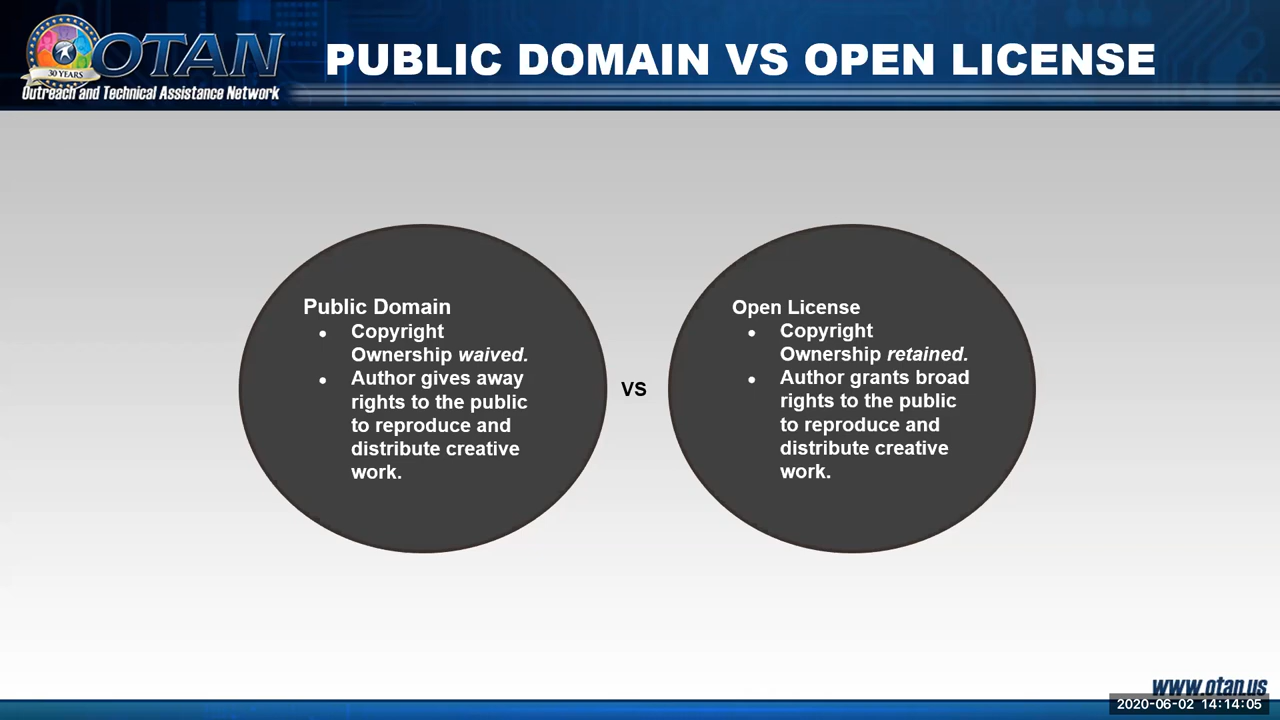 OTAN
30 YEARS
Outreach and Technical Assistance Network
PUBLIC DOMAIN VS OPEN LICENSE
Public Domain
• Copyright
Ownership waived.
• Author gives away
rights to the public
to reproduce and
distribute creative
work.
VS
Open License
• Copyright
Ownership retained.
• Author grants broad
rights to the public
to reproduce and
distribute creative
work.
www.otan.us
2020-06-02 14:14:05